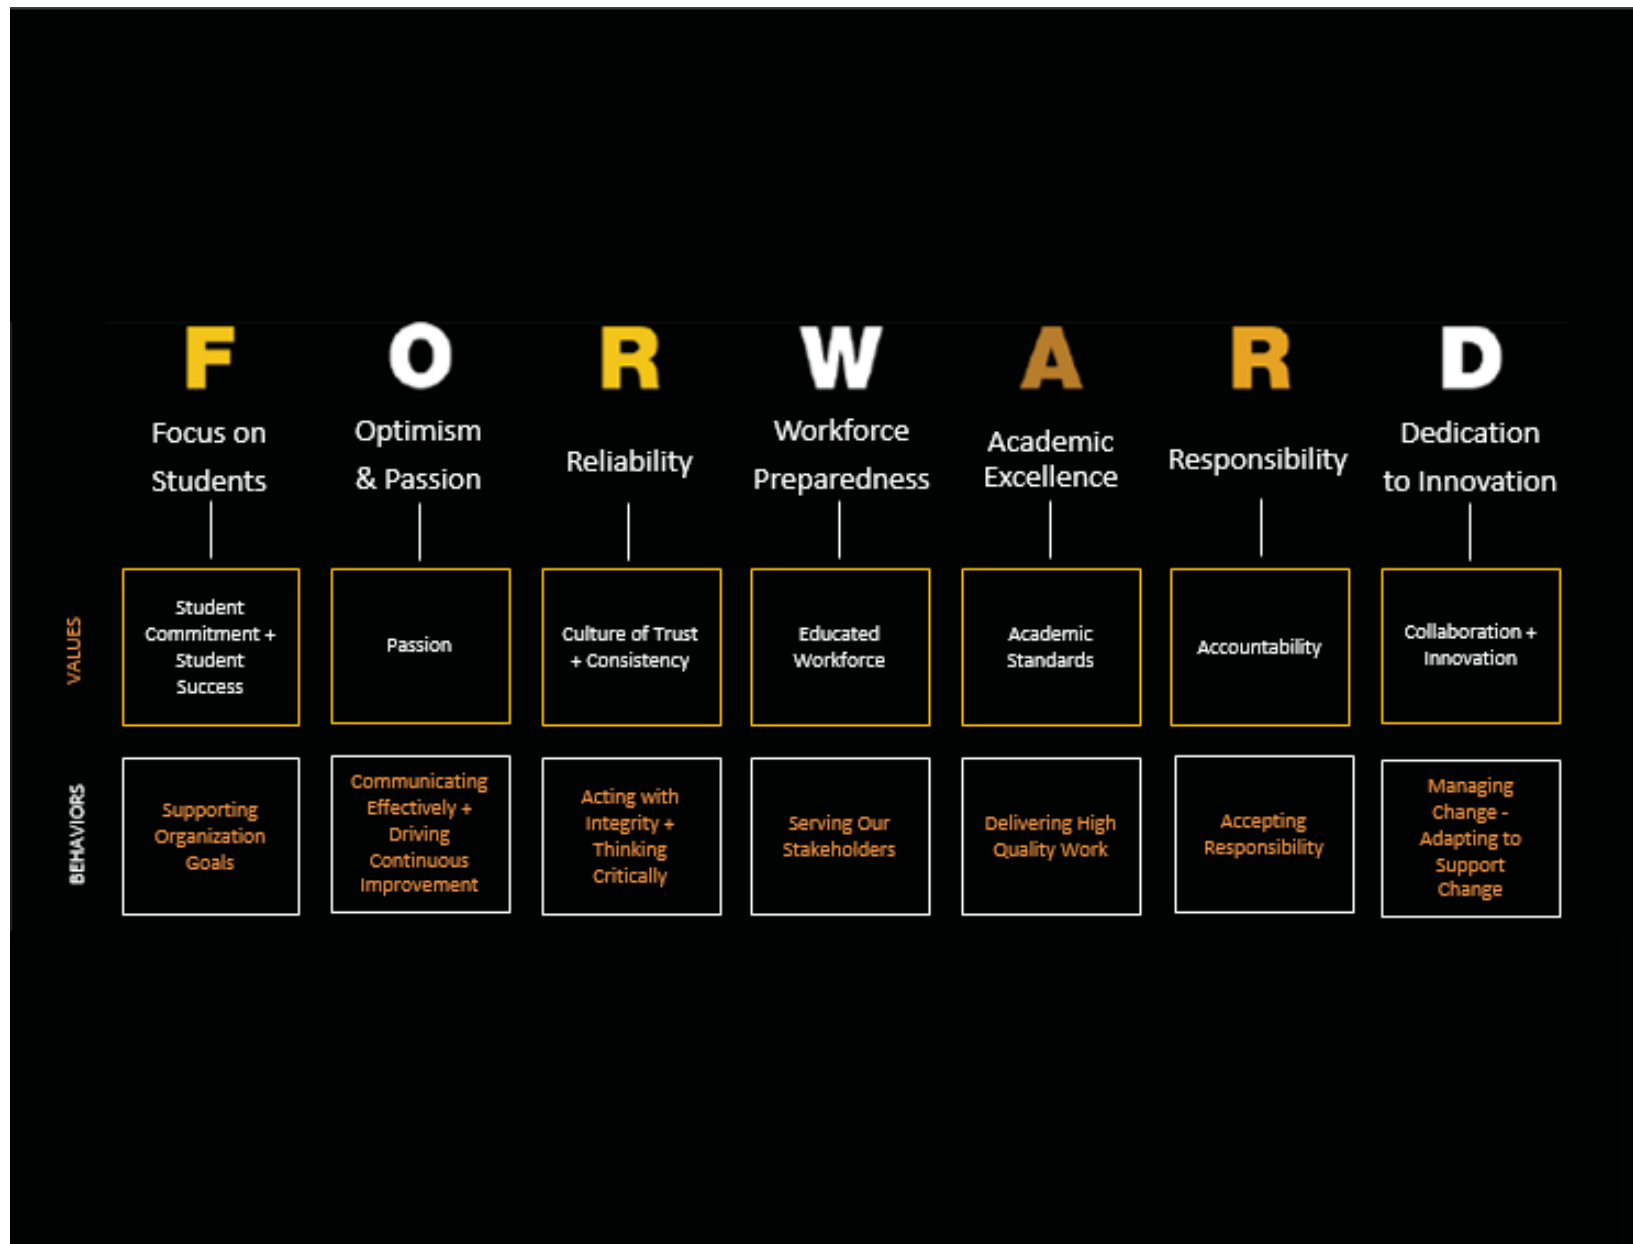 F O R W A R D
Focus on
Students
Optimism
& Passion
Reliability
Workforce
Preparedness
Academic
Excellence
Responsibility
Dedication
to Innovation
VALUES
Student
Commitment +
Student
Success
Passion
Culture of Trust
+ Consistency
Educated
Workforce
Academic
Standards
Accountability
Collaboration +
Innovation
BEHAVIORS
Supporting
Organization
Goals
Communicating
Effectively +
Driving
Continuous
Improvement
Acting with
Integrity +
Thinking
Critically
Serving Our
Stakeholders
Delivering High
Quality Work
Accepting
Responsibility
Managing
Change -
Adapting to
Support
Change